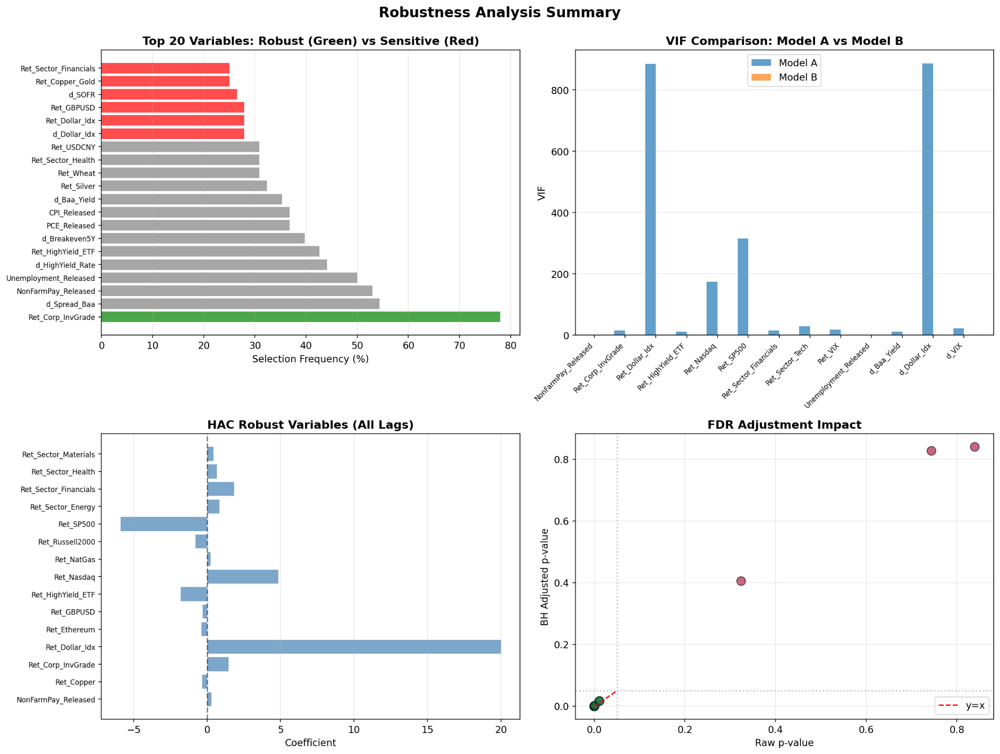 Robustness Analysis Summary
Top 20 Variables: Robust (Green) vs Sensitive (Red)
Ret_Sector_Financials
Ret_Copper_Gold
d_SOFR
Ret_GBPUSD
Ret_Dollar_Idx
d_Dollar_Idx
Ret_USDCNY
Ret_Sector_Health
Ret_Wheat
Ret_Silver
d_Baa_Yield
CPI_Released
PCE_Released
d_Breakeven5Y
Ret_HighYield_ETF
d_HighYield_Rate
Unemployment_Released
NonFarmPay_Released
d_Spread_Baa
Ret_Corp_InvGrade
0 10 20 30 40 50 60 70 80
Selection Frequency (%)
VIF Comparison: Model A vs Model B
Model A
Model B
VIF
800
600
400
200
0
NonFarmPay_Released
Ret_Corp_InvGrade
Ret_Dollar_Idx
Ret_HighYield_ETF
Ret_Nasdaq
Ret_SP500
Ret_Sector_Financials
Ret_Sector_Tech
Ret_VIX
Unemployment_Released
d_Baa_Yield
d_Dollar_Idx
d_VIX
HAC Robust Variables (All Lags)
Ret_Sector_Materials
Ret_Sector_Health
Ret_Sector_Financials
Ret_Sector_Energy
Ret_SP500
Ret_Russell2000
Ret_NatGas
Ret_Nasdaq
Ret_HighYield_ETF
Ret_GBPUSD
Ret_Ethereum
Ret_Dollar_Idx
Ret_Corp_InvGrade
Ret_Copper
NonFarmPay_Released
−5 0 5 10 15 20
Coefficient
FDR Adjustment Impact
BH Adjusted p-value
0.8
0.6
0.4
0.2
0.0
y=x
0.0 0.2 0.4 0.6 0.8
Raw p-value